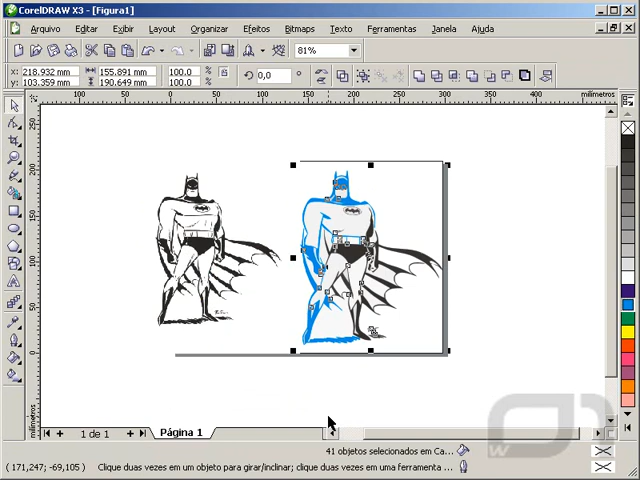 CorelDRAW X3 - [Figura1]
Arquivo Editar Exibir Layout Organizar Efeitos Bitmaps Texto Ferramentas Janela Ajuda
81%
x: 218.932 mm 155.891 mm 100.0 % 0,0 °
y: 103.359 mm 190.649 mm 100.0 %
100 50 0 50 100 150 200 250 300 350 400 milímetros
200
150
100
50
0
milímetros
1 de 1 Página 1
41 objetos selecionados em Ca...
( 171,247; -69,105 ) Clique duas vezes em um objeto para girar/inclinar; clique duas vezes em uma ferramenta ...
w